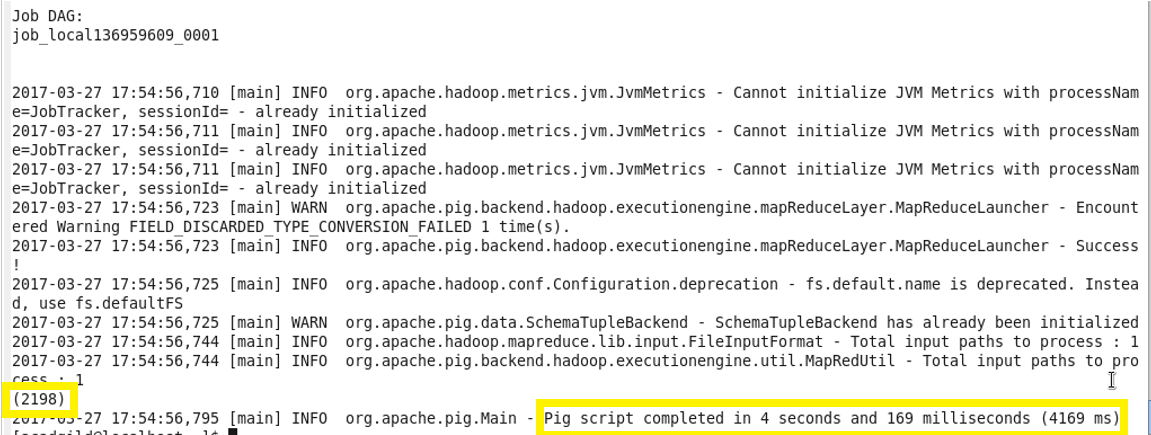 Job DAG:
job_local136959609_0001
2017-03-27 17:54:56,710 [main] INFO  org.apache.hadoop.metrics.jvm.JvmMetrics - Cannot initialize JVM Metrics with processNam
e=JobTracker, sessionId= - already initialized
2017-03-27 17:54:56,711 [main] INFO  org.apache.hadoop.metrics.jvm.JvmMetrics - Cannot initialize JVM Metrics with processNam
e=JobTracker, sessionId= - already initialized
2017-03-27 17:54:56,711 [main] INFO  org.apache.hadoop.metrics.jvm.JvmMetrics - Cannot initialize JVM Metrics with processNam
e=JobTracker, sessionId= - already initialized
2017-03-27 17:54:56,723 [main] WARN  org.apache.pig.backend.hadoop.executionengine.mapReduceLayer.MapReduceLauncher - Encount
ered Warning FIELD_DISCARDED_TYPE_CONVERSION_FAILED 1 time(s).
2017-03-27 17:54:56,723 [main] INFO  org.apache.pig.backend.hadoop.executionengine.mapReduceLayer.MapReduceLauncher - Success
!
2017-03-27 17:54:56,725 [main] INFO  org.apache.hadoop.conf.Configuration.deprecation - fs.default.name is deprecated. Instea
d, use fs.defaultFS
2017-03-27 17:54:56,725 [main] WARN  org.apache.pig.data.SchemaTupleBackend - SchemaTupleBackend has already been initialized
2017-03-27 17:54:56,744 [main] INFO  org.apache.hadoop.mapreduce.lib.input.FileInputFormat - Total input paths to process : 1
2017-03-27 17:54:56,744 [main] INFO  org.apache.pig.backend.hadoop.executionengine.util.MapRedUtil - Total input paths to pro
cess : 1
(2198)
2017-03-27 17:54:56,795 [main] INFO  org.apache.pig.Main - Pig script completed in 4 seconds and 169 milliseconds (4169 ms)